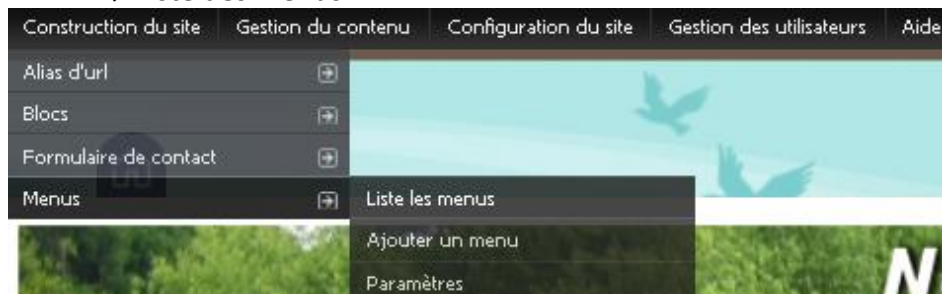 Construction du site Gestion du contenu Configuration du site Gestion des utilisateurs Aide
Alias d'url
Blocs
Formulaire de contact
Menus Liste les menus
Ajouter un menu
Paramètres